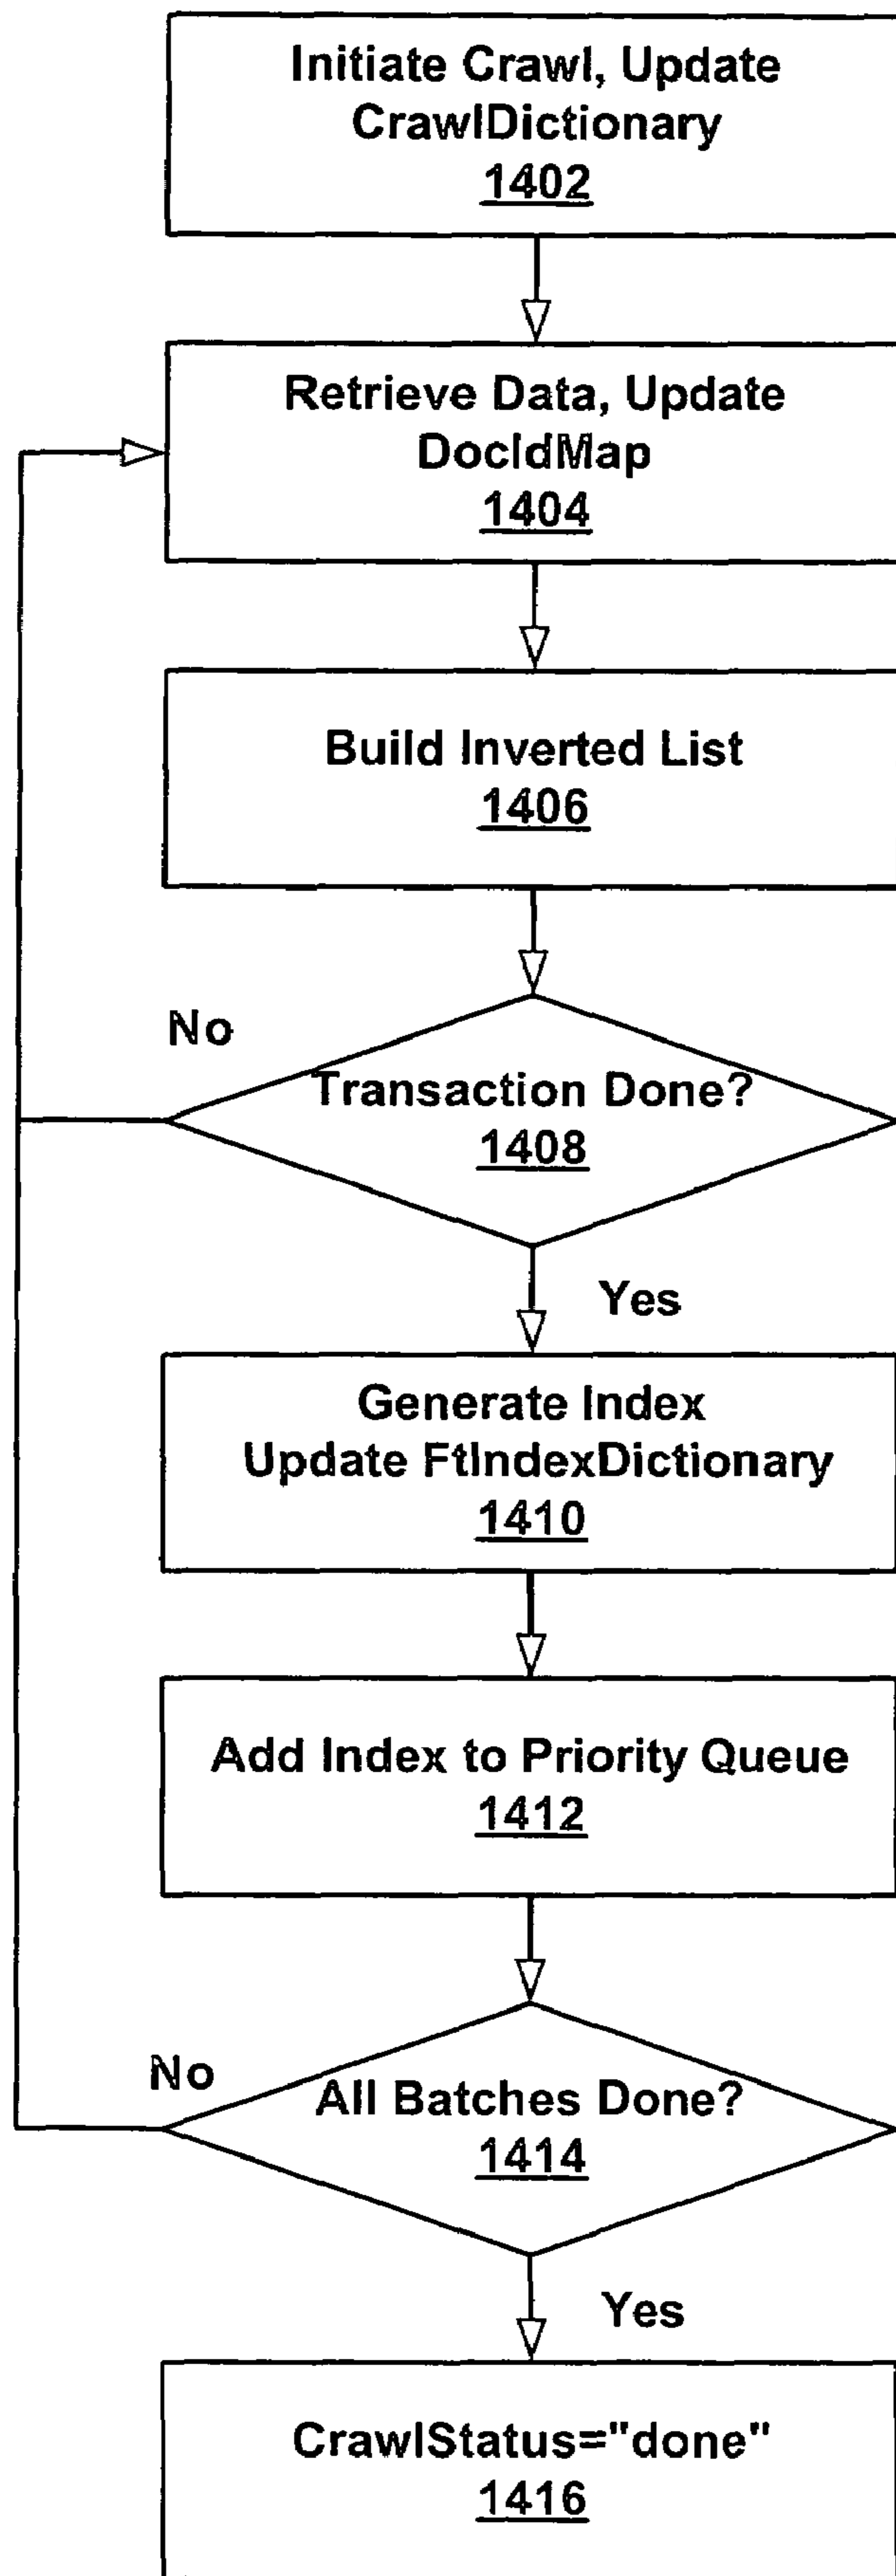 Initiate Crawl, Update
CrawlDictionary
1402
Retrieve Data, Update
DocIdMap
1404
Build Inverted List
1406
No
Transaction Done?
1408
Yes
Generate Index
Update FtIndexDictionary
1410
Add Index to Priority Queue
1412
No
All Batches Done?
1414
Yes
CrawlStatus="done"
1416